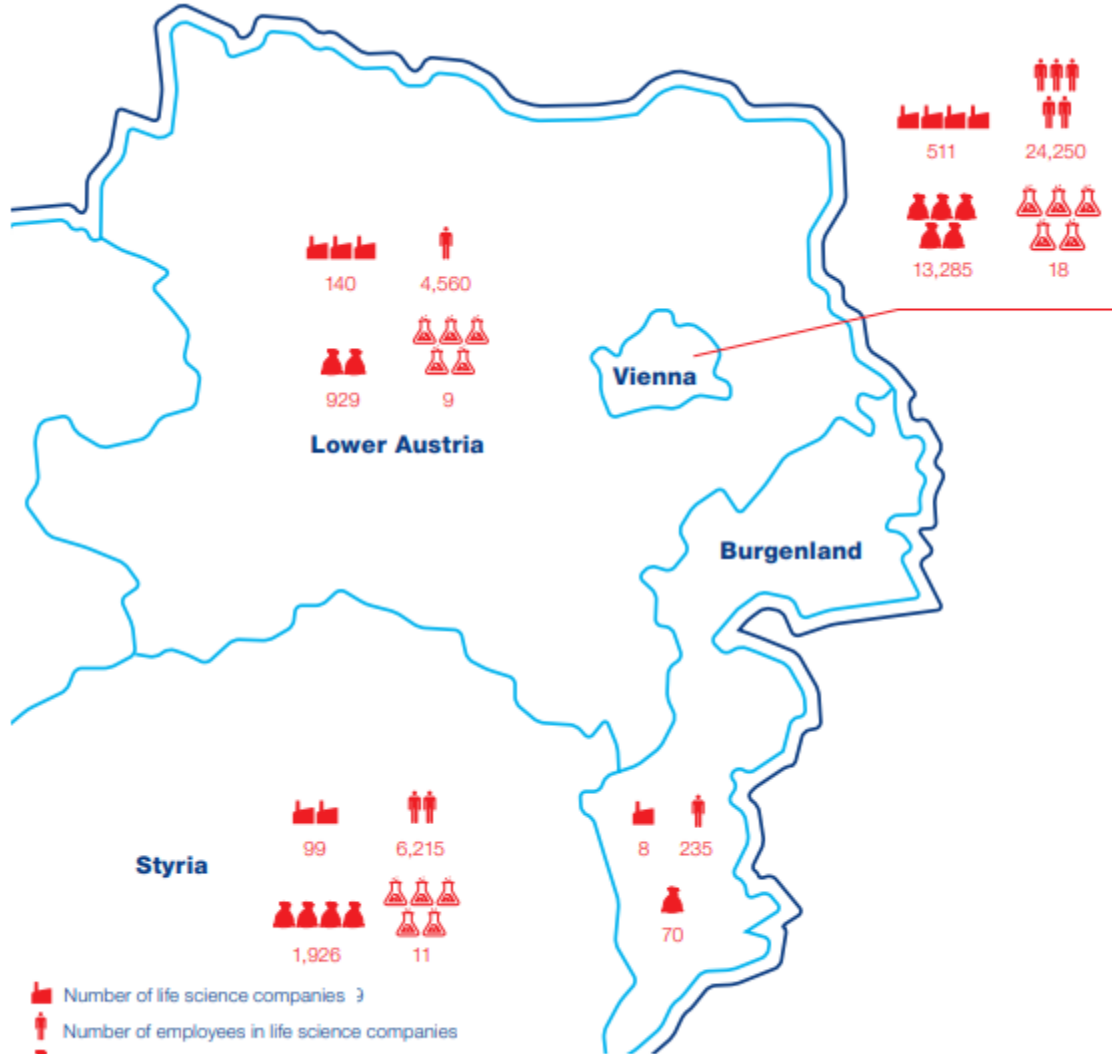 511 24,250
13,285 18
140 4,560
929 9
Vienna
Lower Austria
Burgenland
99 6,215
Styria
1,926 11
8 235
70
Number of life science companies 9
Number of employees in life science companies